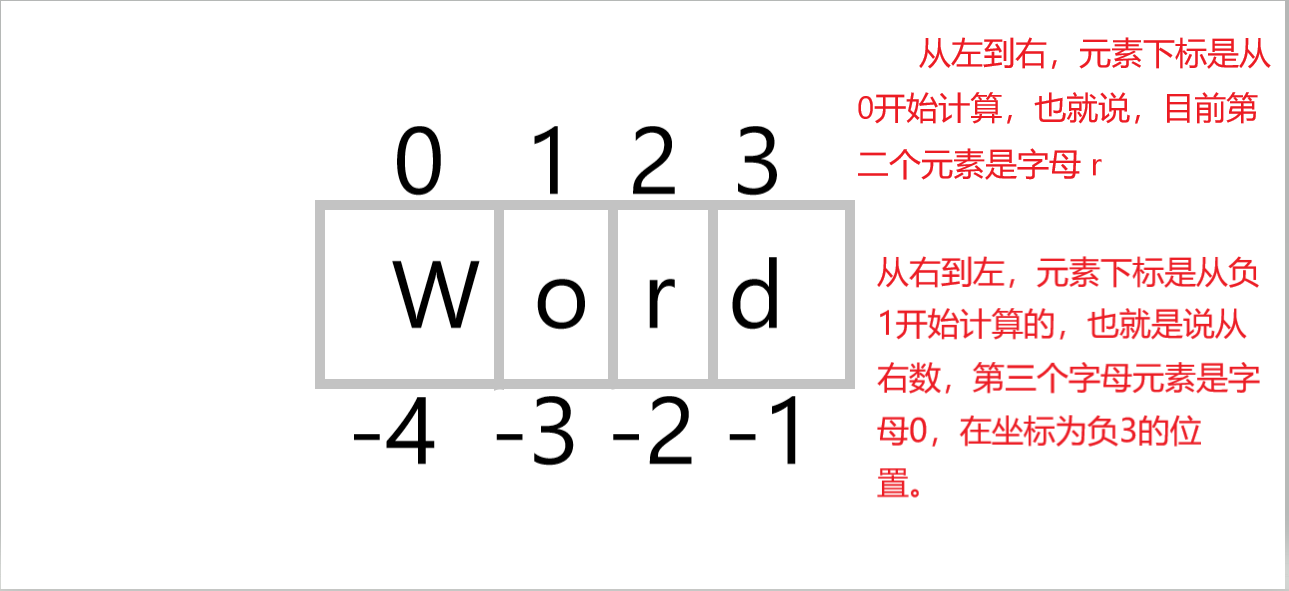 从左到右，元素下标是从
0开始计算，也就说，目前第
二个元素是字母 r
0 1 2 3
W o r d
-4 -3 -2 -1
从右到左，元素下标是从负
1开始计算的，也就是说从
右数，第三个字母元素是字
母0，在坐标为负3的位
置。